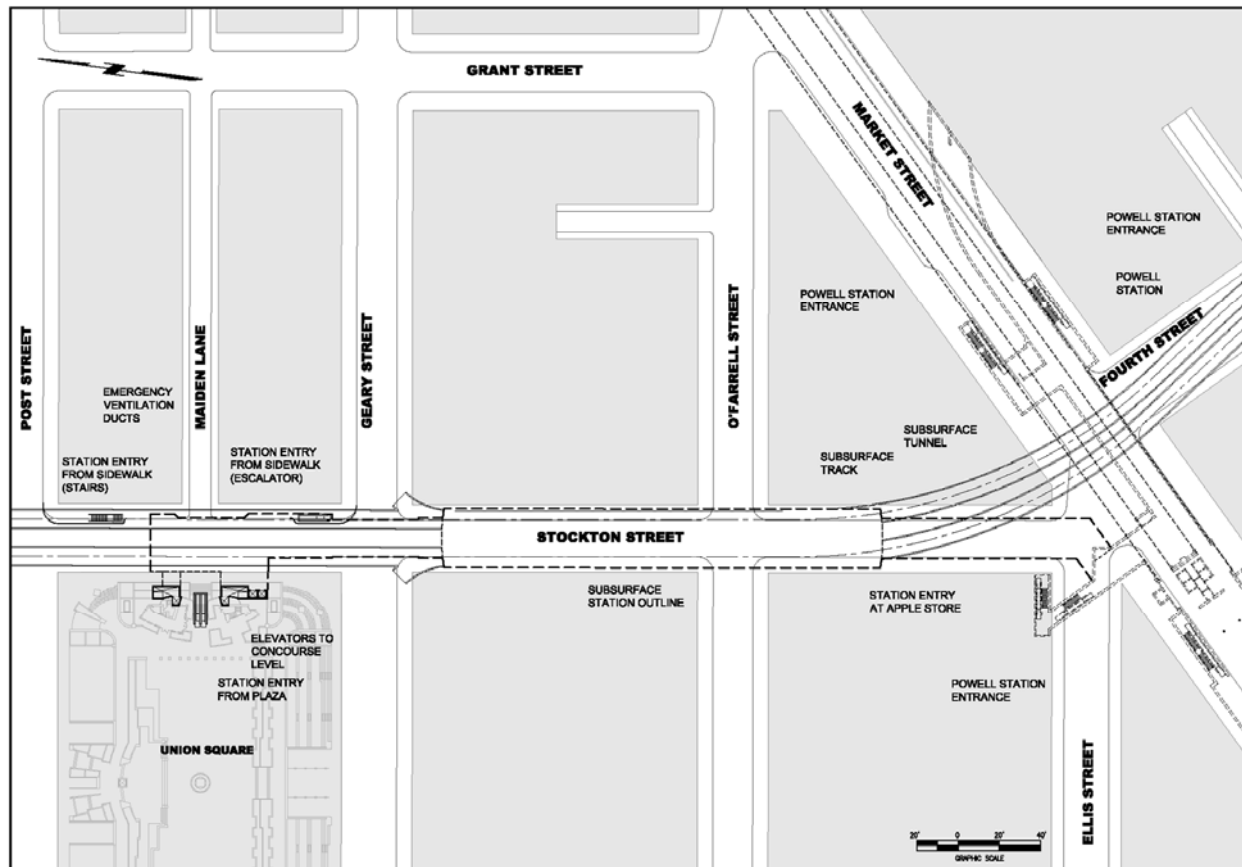 GRANT STREET
MARKET STREET
POWELL STATION
ENTRANCE
POWELL
STATION
FOURTH STREET
POWELL STATION
ENTRANCE
POST STREET
MAIDEN LANE
GEARY STREET
O'FARRELL STREET
EMERGENCY
VENTILATION
DUCTS
STATION ENTRY
FROM SIDEWALK
(STAIRS)
STATION ENTRY
FROM SIDEWALK
(ESCALATOR)
SUBSURFACE
TUNNEL
SUBSURFACE
TRACK
STOCKTON STREET
SUBSURFACE
STATION OUTLINE
STATION ENTRY
AT APPLE STORE
ELEVATORS TO
CONCOURSE
LEVEL
STATION ENTRY
FROM PLAZA
POWELL STATION
ENTRANCE
UNION SQUARE
ELLIS STREET
20' 0 20' 40'
GRAPHIC SCALE